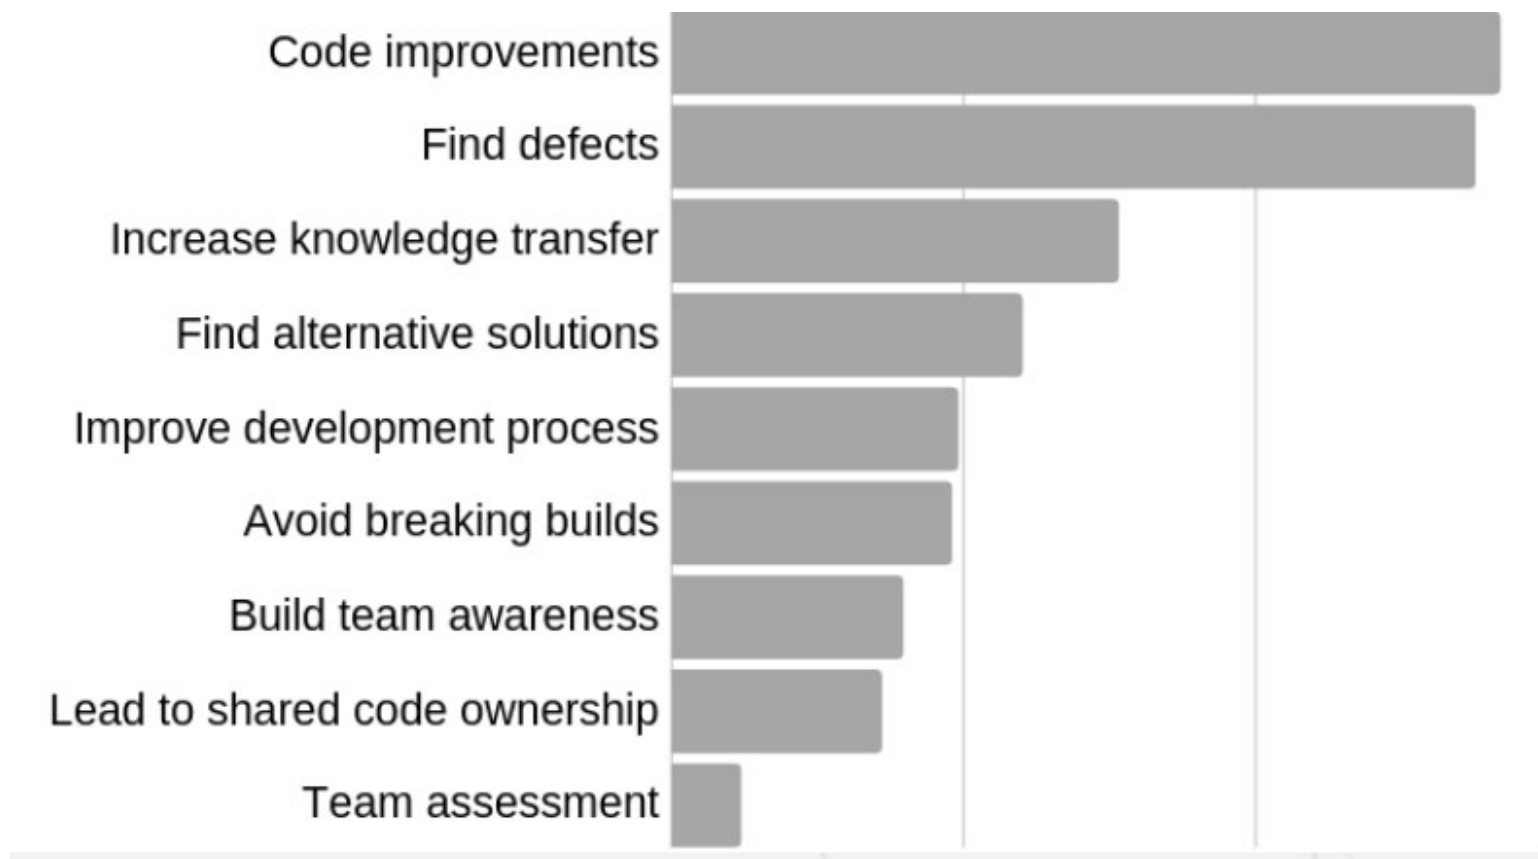 Code improvements
Find defects
Increase knowledge transfer
Find alternative solutions
Improve development process
Avoid breaking builds
Build team awareness
Lead to shared code ownership
Team assessment